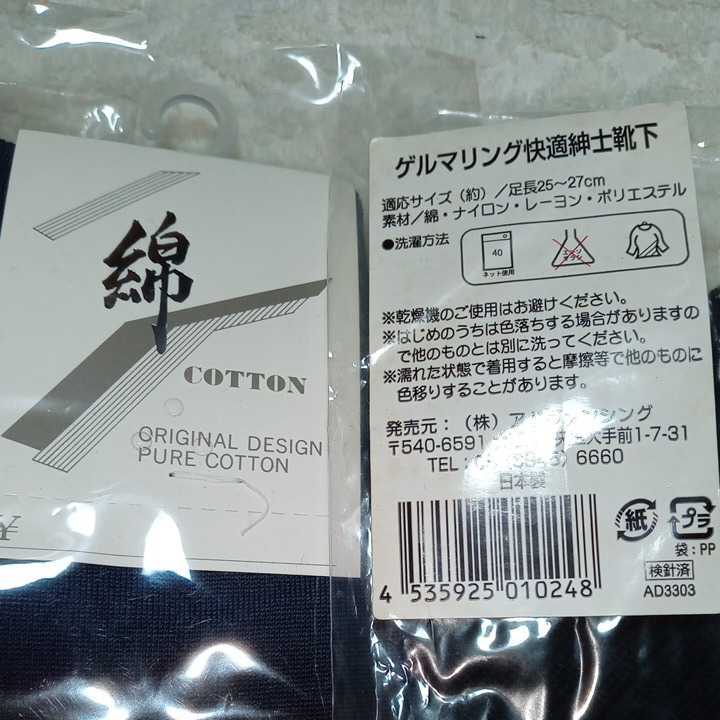 綿
COTTON
ORIGINAL DESIGN
PURE COTTON
¥
ゲルマリング快適紳士靴下
適応サイズ（約）／足長25～27cm
素材／綿・ナイロン・レーヨン・ポリエステル
●洗濯方法
40
ネット使用
※乾燥機のご使用はお避けください。
※はじめのうちは色落ちする場合がありますの
で他のものとは別に洗ってください。
※濡れた状態で着用すると摩擦等で他のものに
色移りすることがあります。
発売元：（株）
〒540-6591 大手前1-7-31
TEL: 6660
日本製
4 535925 010248
紙
プラ
袋：PP
検針済
AD3303